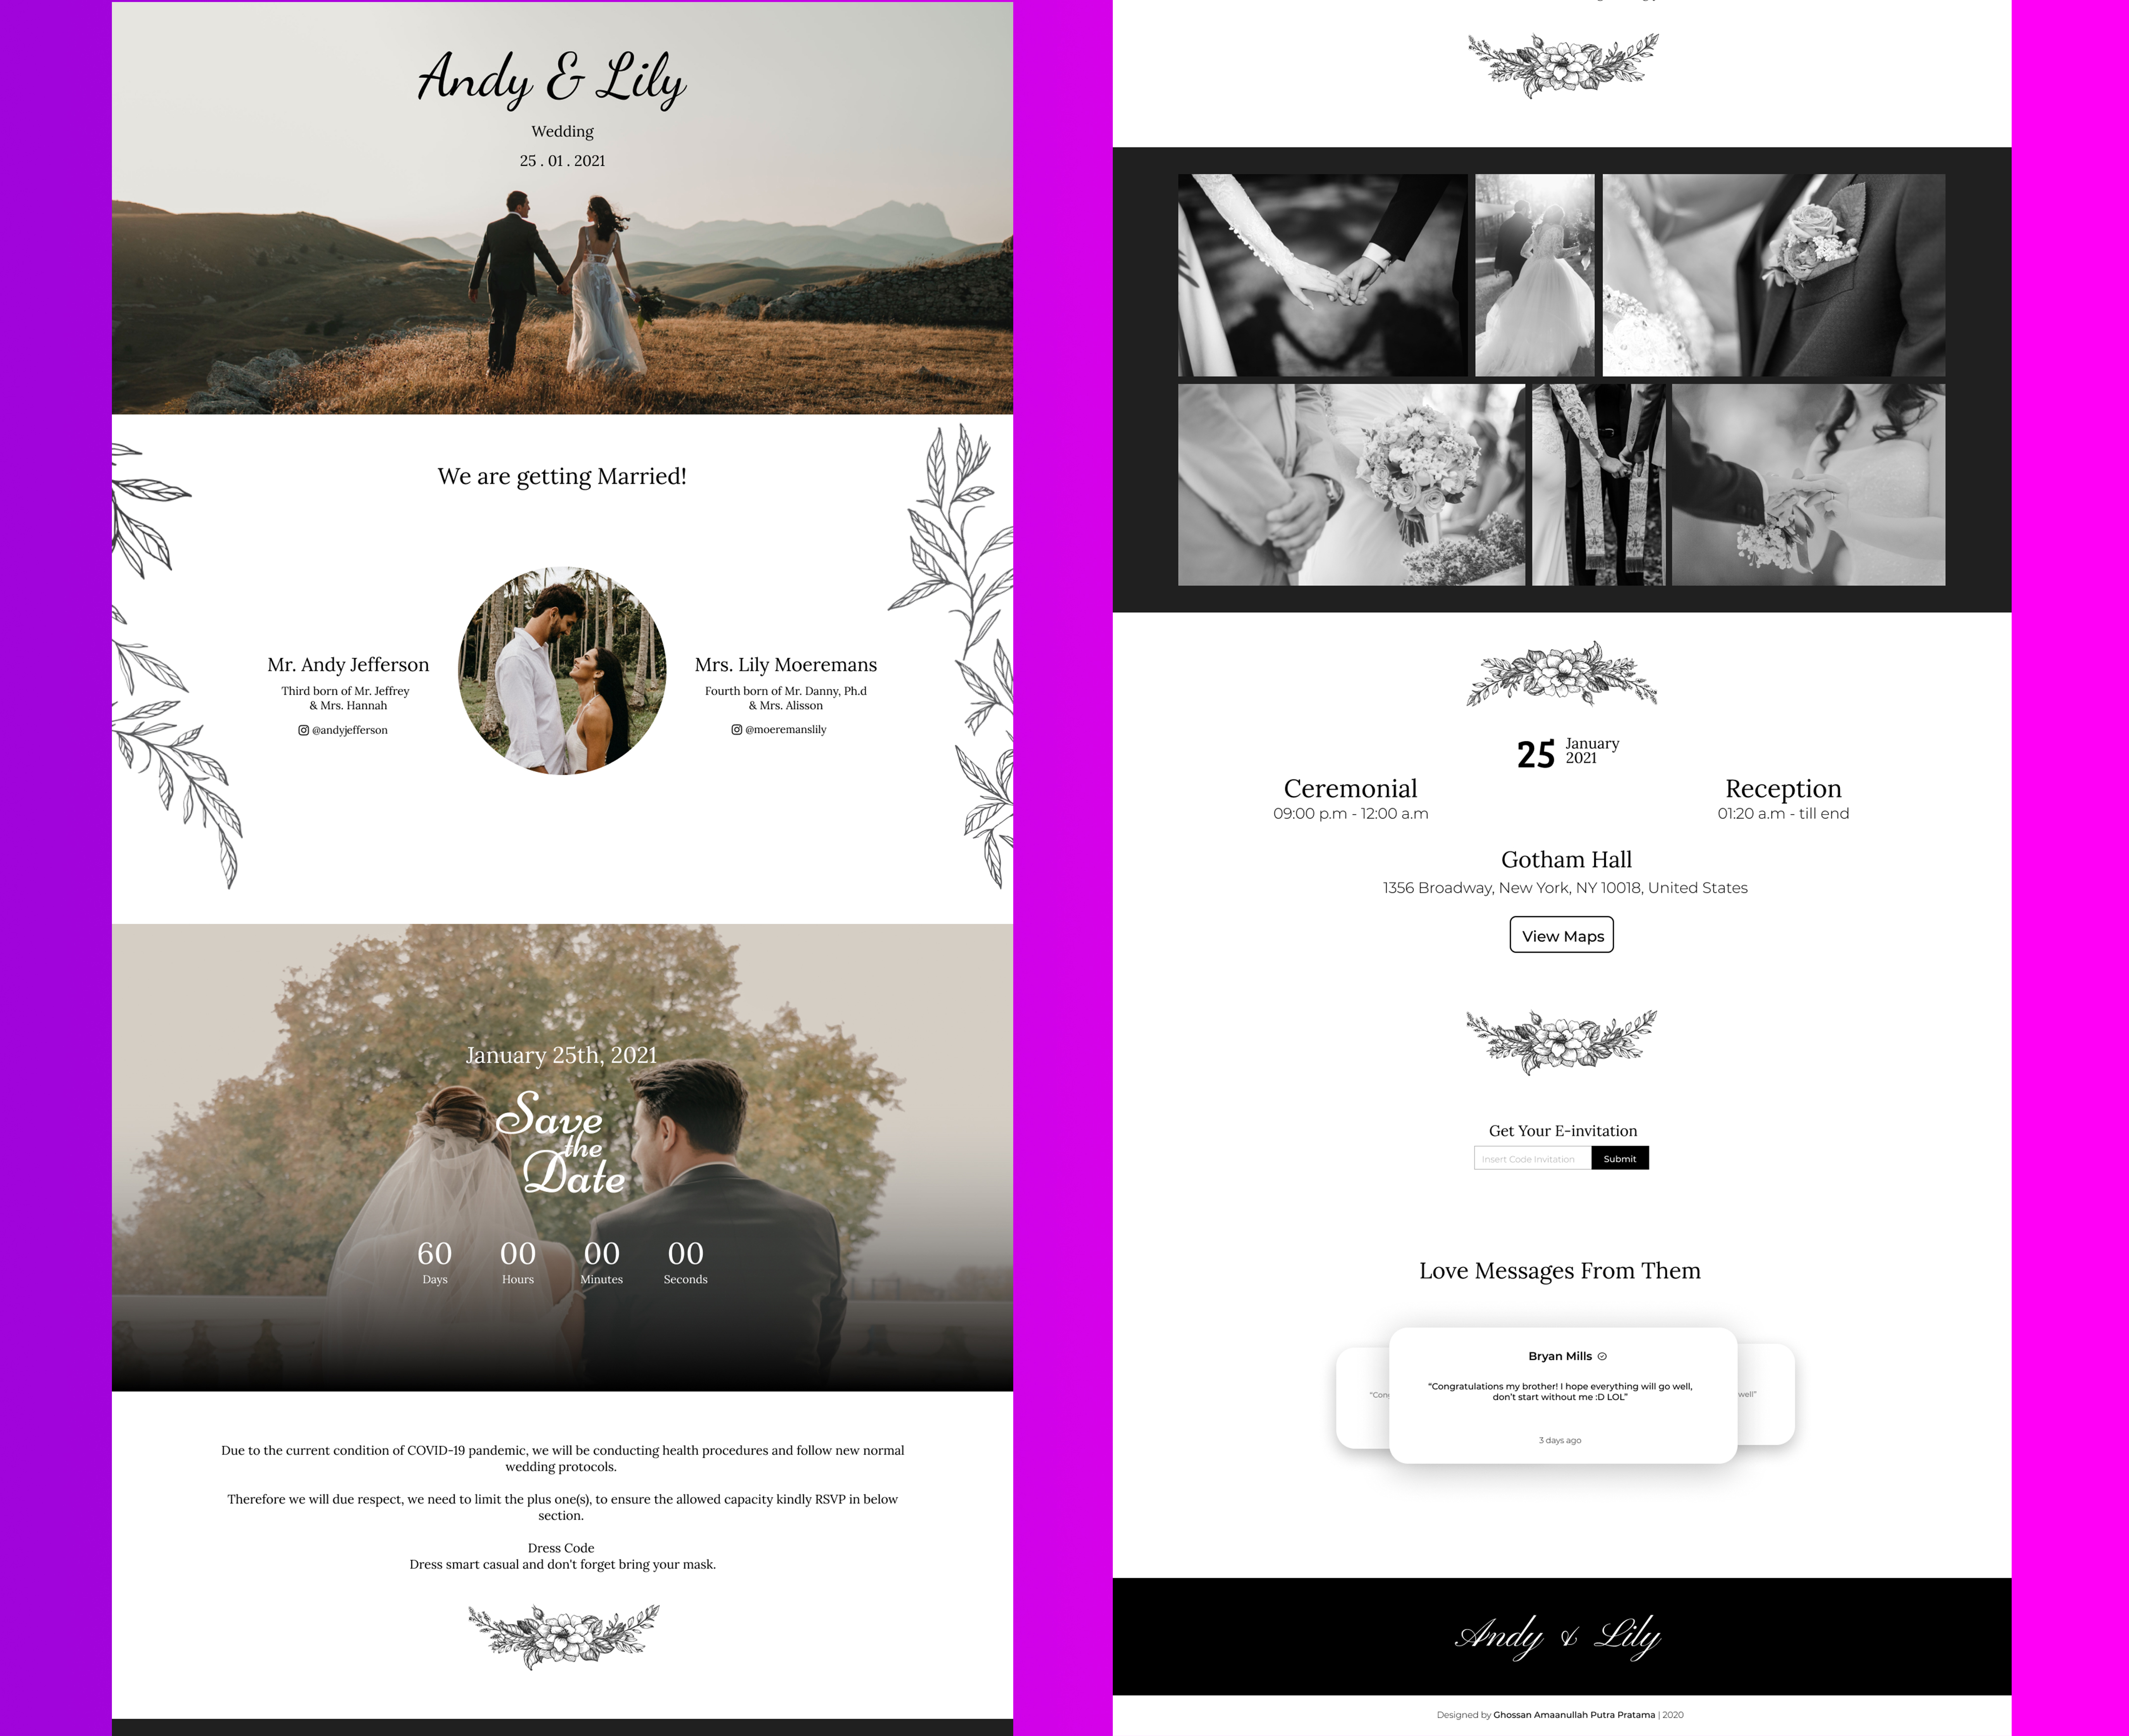 Andy & Lily
Wedding
25 . 01 . 2021
We are getting Married!
Mr. Andy Jefferson
Third born of Mr. Jeffrey
& Mrs. Hannah
@andyjefferson
Mrs. Lily Moeremans
Fourth born of Mr. Danny, Ph.d
& Mrs. Alisson
@moeremanslily
January 25th, 2021
Save
the
Date
60 00 00 00
Days Hours Minutes Seconds
Due to the current condition of COVID-19 pandemic, we will be conducting health procedures and follow new normal
wedding protocols.
Therefore we will due respect, we need to limit the plus one(s), to ensure the allowed capacity kindly RSVP in below
section.
Dress Code
Dress smart casual and don't forget bring your mask.
25 January
2021
Ceremonial
09:00 p.m - 12:00 a.m
Reception
01:20 a.m - till end
Gotham Hall
1356 Broadway, New York, NY 10018, United States
View Maps
Get Your E-invitation
Insert Code Invitation Submit
Love Messages From Them
Bryan Mills
“Congratulations my brother! I hope everything will go well,
don’t start without me :D LOL”
3 days ago
well”
Andy & Lily
Designed by Ghossan Amaanullah Putra Pratama | 2020